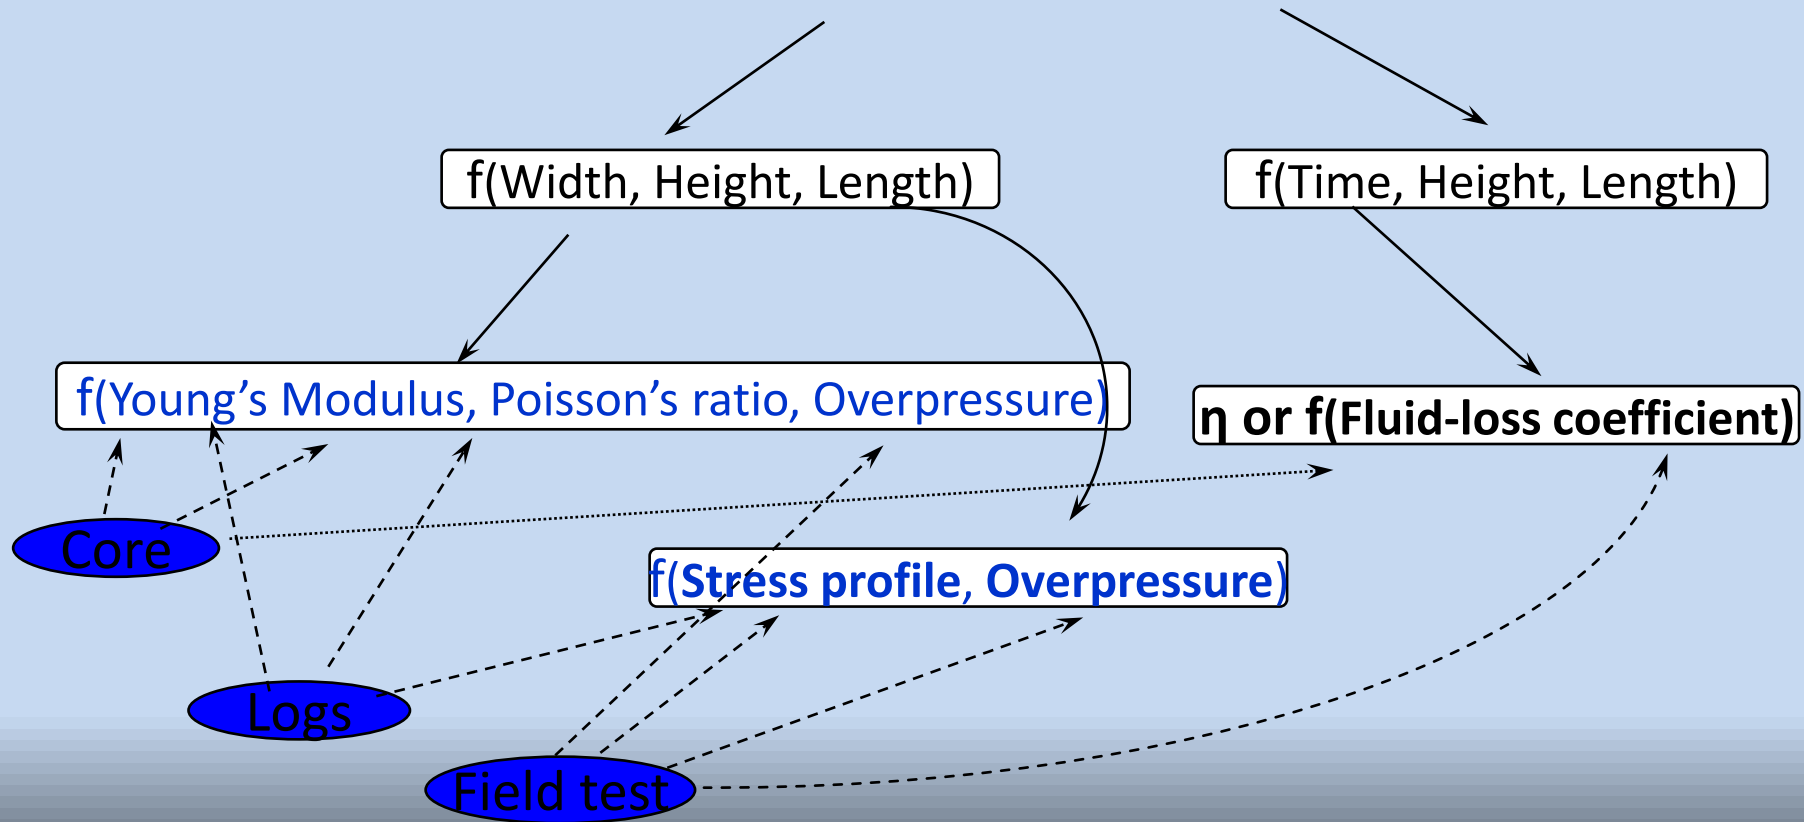 f(Width, Height, Length)
f(Time, Height, Length)
f(Young’s Modulus, Poisson’s ratio, Overpressure)
η or f(Fluid-loss coefficient)
Core
f(Stress profile, Overpressure)
Logs
Field test